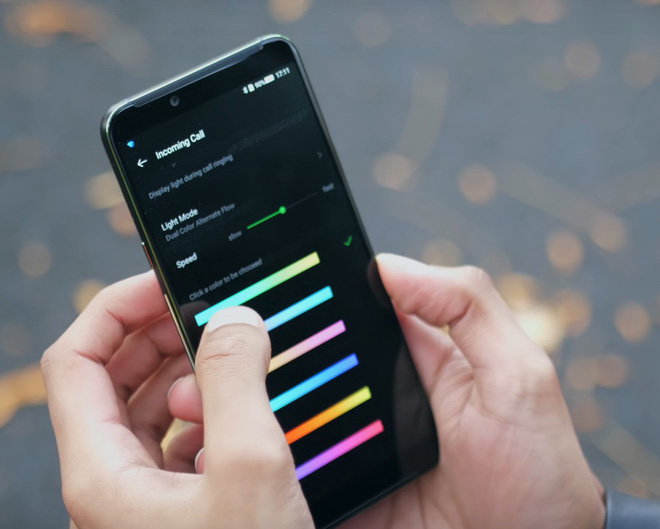 90% 17:11
Incoming Call
Display light during call ringing
Light Mode
Dual Color Alternate Flow
Speed
slow fast
Click a color to be choosed